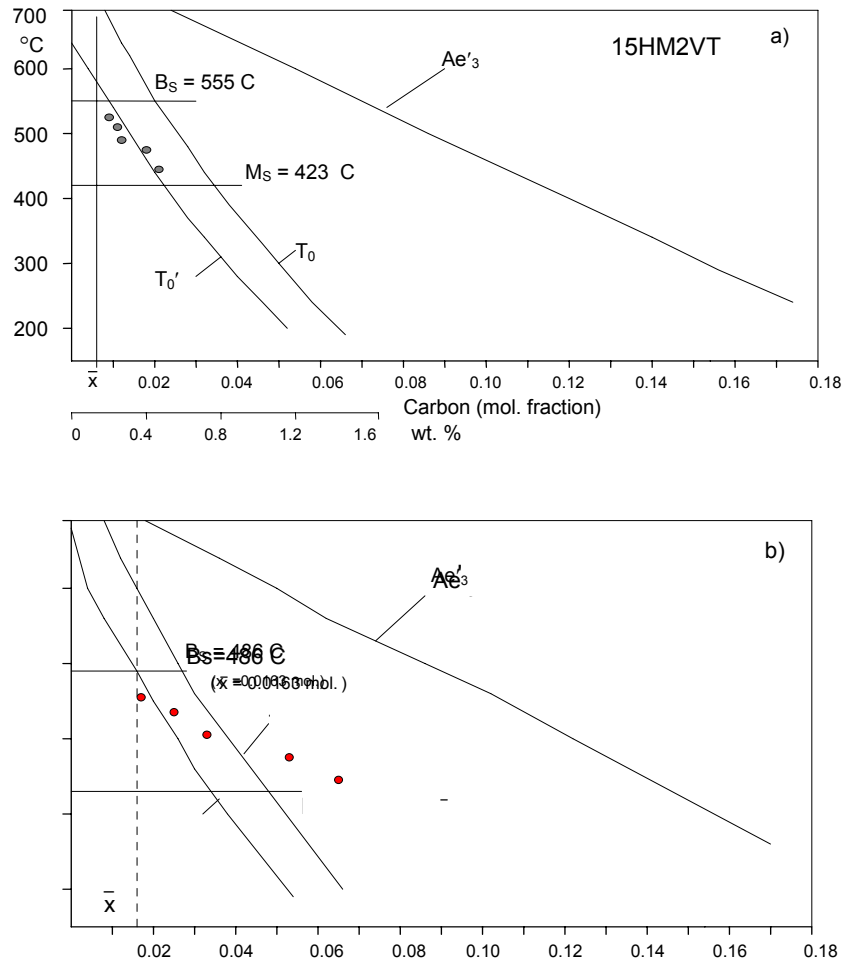 700
°C
600
500
400
300
200
15HM2VT
a)
Ae′3
BS = 555 C
MS = 423 C
T0
T0′
x̄
0.02 0.04 0.06 0.08 0.10 0.12 0.14 0.16 0.18
Carbon (mol. fraction)
0 0.4 0.8 1.2 1.6 wt. %
b)
Ae′3
Bs=486 C
(x̄ = 0.0163 mol.)
x̄
0.02 0.04 0.06 0.08 0.10 0.12 0.14 0.16 0.18